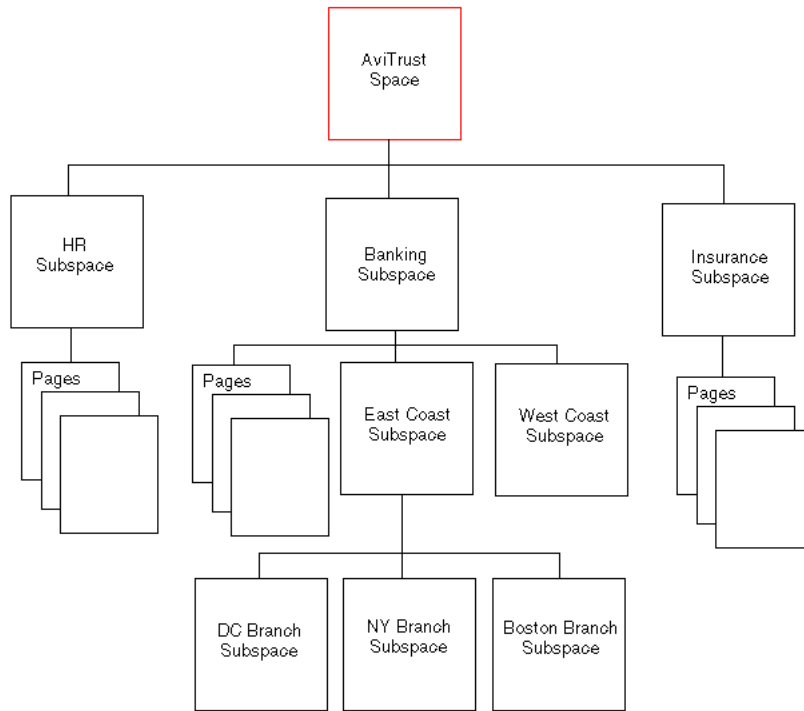 AviTrust
Space
HR
Subspace
Banking
Subspace
Insurance
Subspace
Pages
Pages
East Coast
Subspace
West Coast
Subspace
Pages
DC Branch
Subspace
NY Branch
Subspace
Boston Branch
Subspace